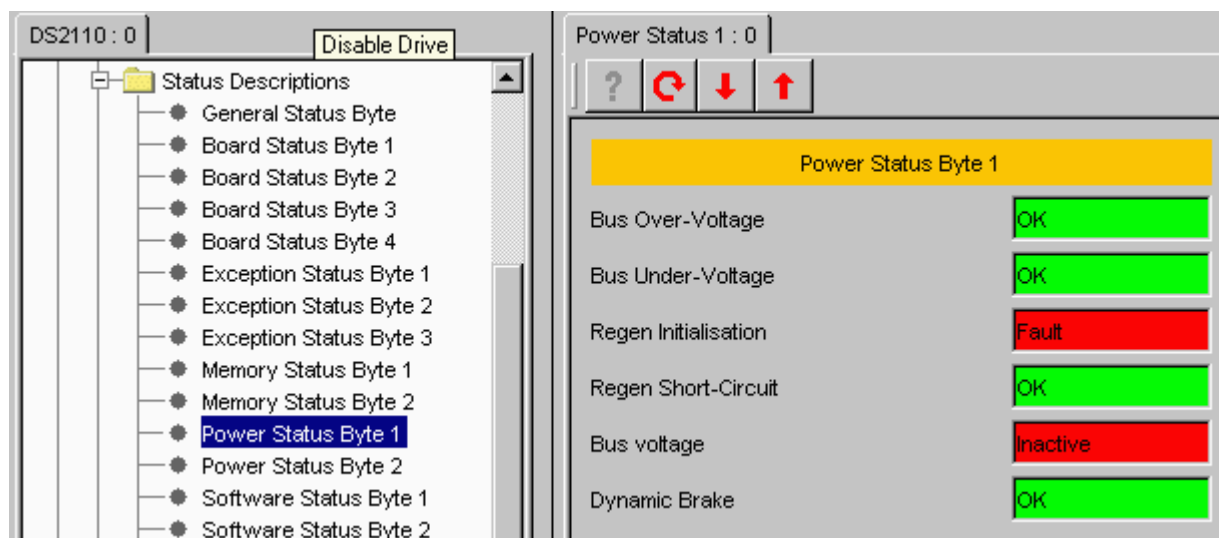 DS2110 : 0
Disable Drive
Status Descriptions
General Status Byte
Board Status Byte 1
Board Status Byte 2
Board Status Byte 3
Board Status Byte 4
Exception Status Byte 1
Exception Status Byte 2
Exception Status Byte 3
Memory Status Byte 1
Memory Status Byte 2
Power Status Byte 1
Power Status Byte 2
Software Status Byte 1
Software Status Byte 2
Power Status 1 : 0
?
Power Status Byte 1
Bus Over-Voltage OK
Bus Under-Voltage OK
Regen Initialisation Fault
Regen Short-Circuit OK
Bus voltage Inactive
Dynamic Brake OK